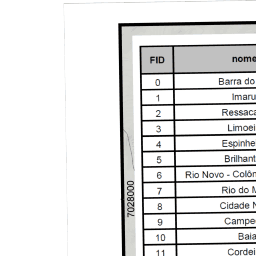 FID nome
0 Barra do
1 Imaru
2 Ressaca
3 Limoei
4 Espinhe
5 Brilhant
6 Rio Novo - Colôn
7 Rio do M
8 Cidade N
9 Campe
10 Baia
11 Cordei
7028000